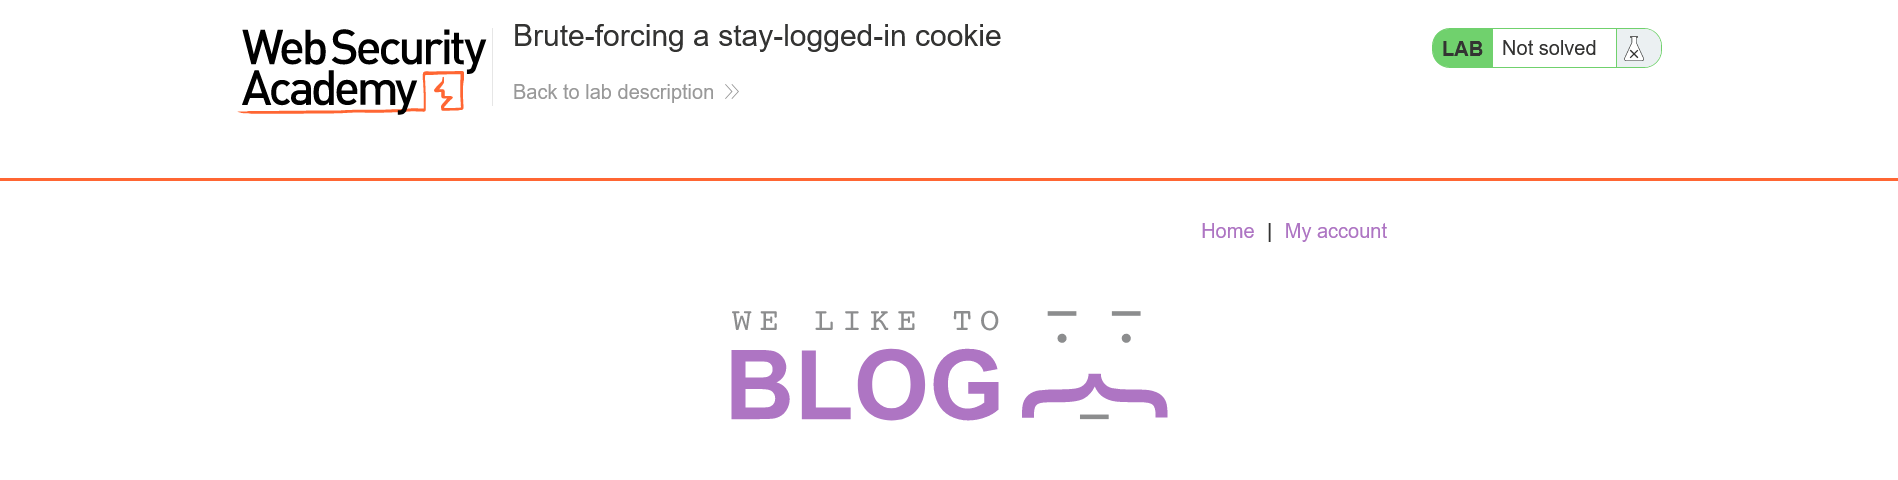 Web Security
Academy
Brute-forcing a stay-logged-in cookie
Back to lab description
LAB Not solved
Home | My account
WE LIKE TO
BLOG